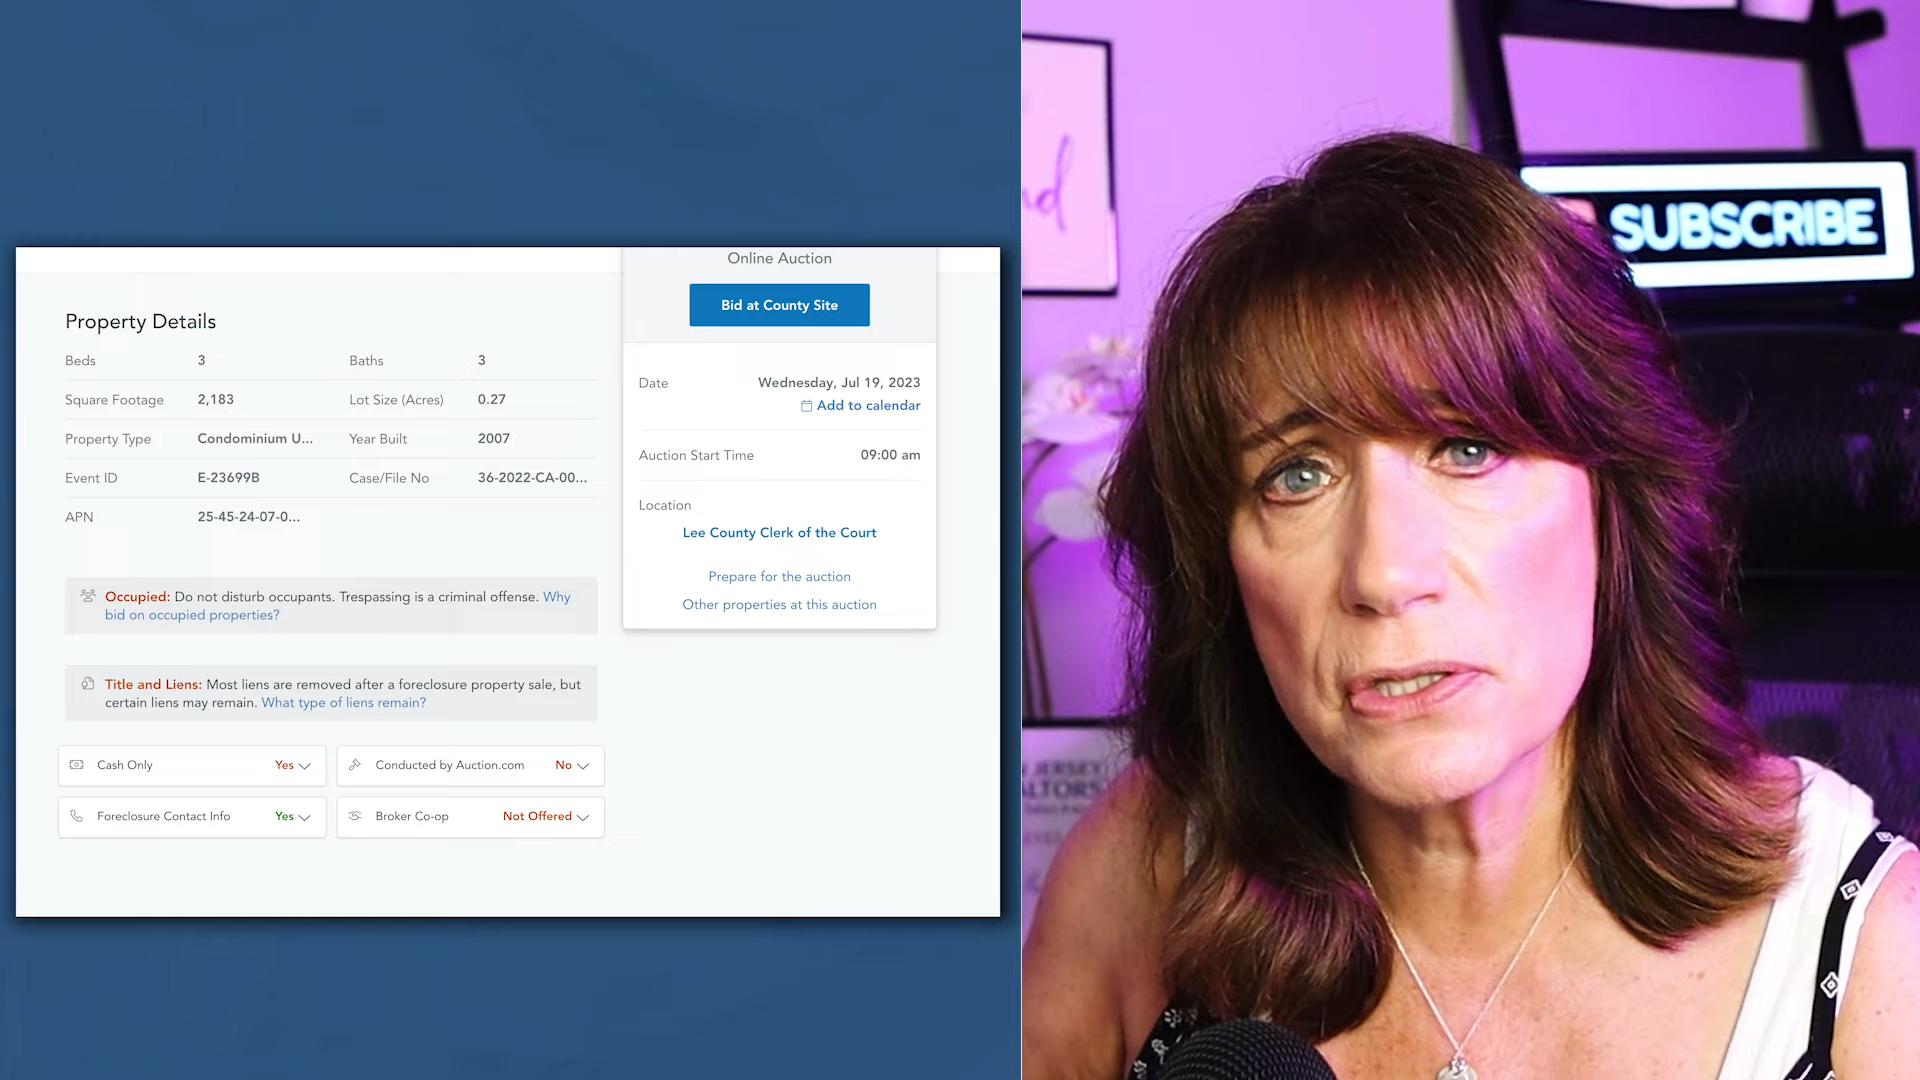 Online Auction
Bid at County Site
Property Details
Beds 3 Baths 3
Square Footage 2,183 Lot Size (Acres) 0.27
Property Type Condominium U... Year Built 2007
Event ID E-23699B Case/File No 36-2022-CA-00...
APN 25-45-24-07-0...
Date Wednesday, Jul 19, 2023
Add to calendar
Auction Start Time 09:00 am
Location
Lee County Clerk of the Court
Prepare for the auction
Other properties at this auction
Occupied: Do not disturb occupants. Trespassing is a criminal offense. Why
bid on occupied properties?
Title and Liens: Most liens are removed after a foreclosure property sale, but
certain liens may remain. What type of liens remain?
Cash Only Yes Conducted by Auction.com No
Foreclosure Contact Info Yes Broker Co-op Not Offered
SUBSCRIBE
JERSEY